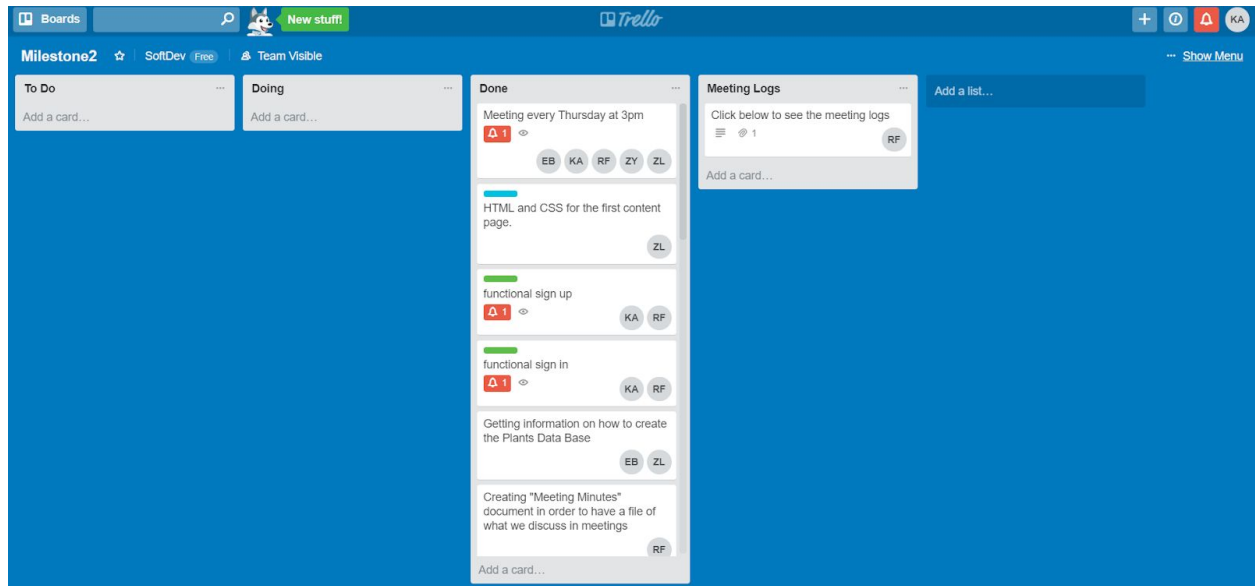 Boards
New stuff!
Trello
KA
Milestone2
SoftDev Free
Team Visible
... Show Menu
To Do ...
Add a card...
Doing ...
Add a card...
Done ...
Meeting every Thursday at 3pm
1
EB KA RF ZY ZL
HTML and CSS for the first content
page.
ZL
functional sign up
1
KA RF
functional sign in
1
KA RF
Getting information on how to create
the Plants Data Base
EB ZL
Creating "Meeting Minutes"
document in order to have a file of
what we discuss in meetings
RF
Add a card...
Meeting Logs ...
Click below to see the meeting logs
1
RF
Add a card...
Add a list...